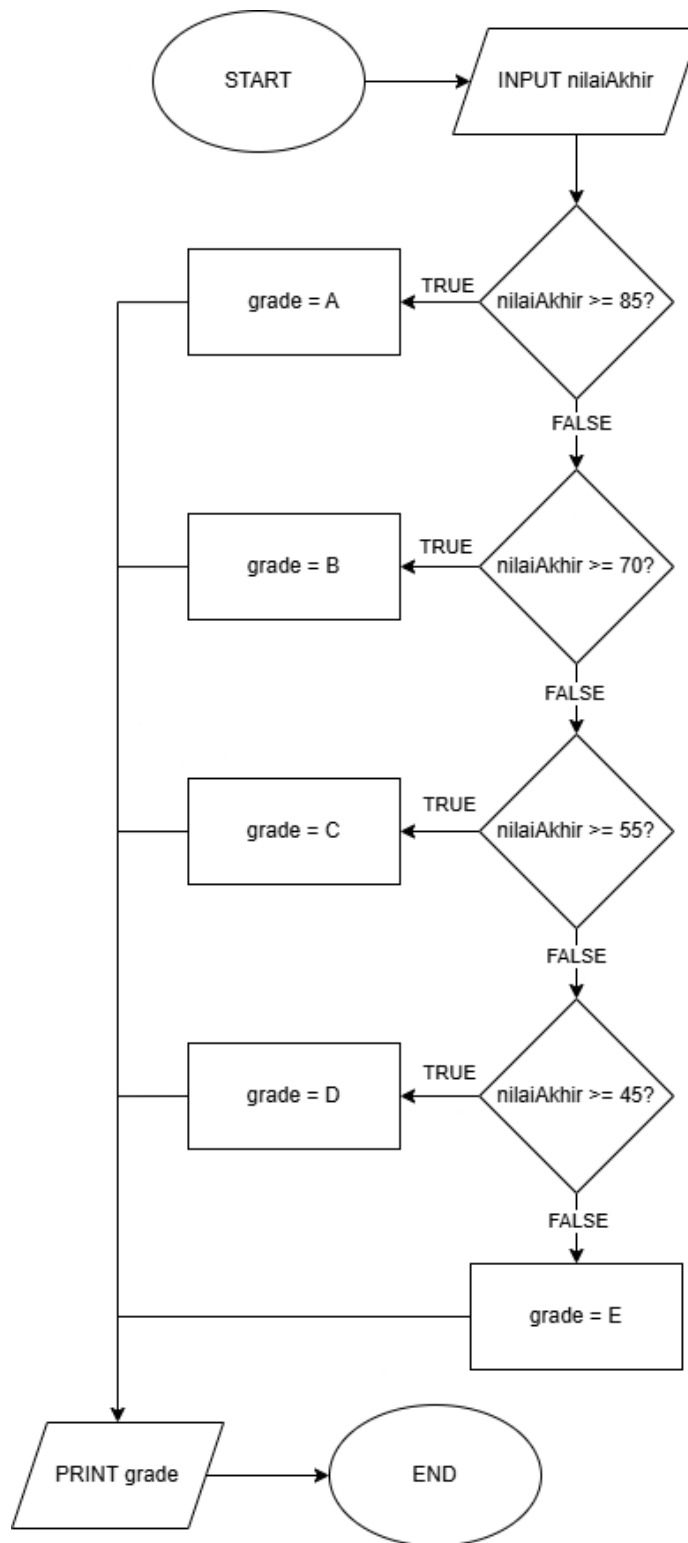 START
INPUT nilaiAkhir
nilaiAkhir >= 85?
TRUE
grade = A
FALSE
nilaiAkhir >= 70?
TRUE
grade = B
FALSE
nilaiAkhir >= 55?
TRUE
grade = C
FALSE
nilaiAkhir >= 45?
TRUE
grade = D
FALSE
grade = E
PRINT grade
END